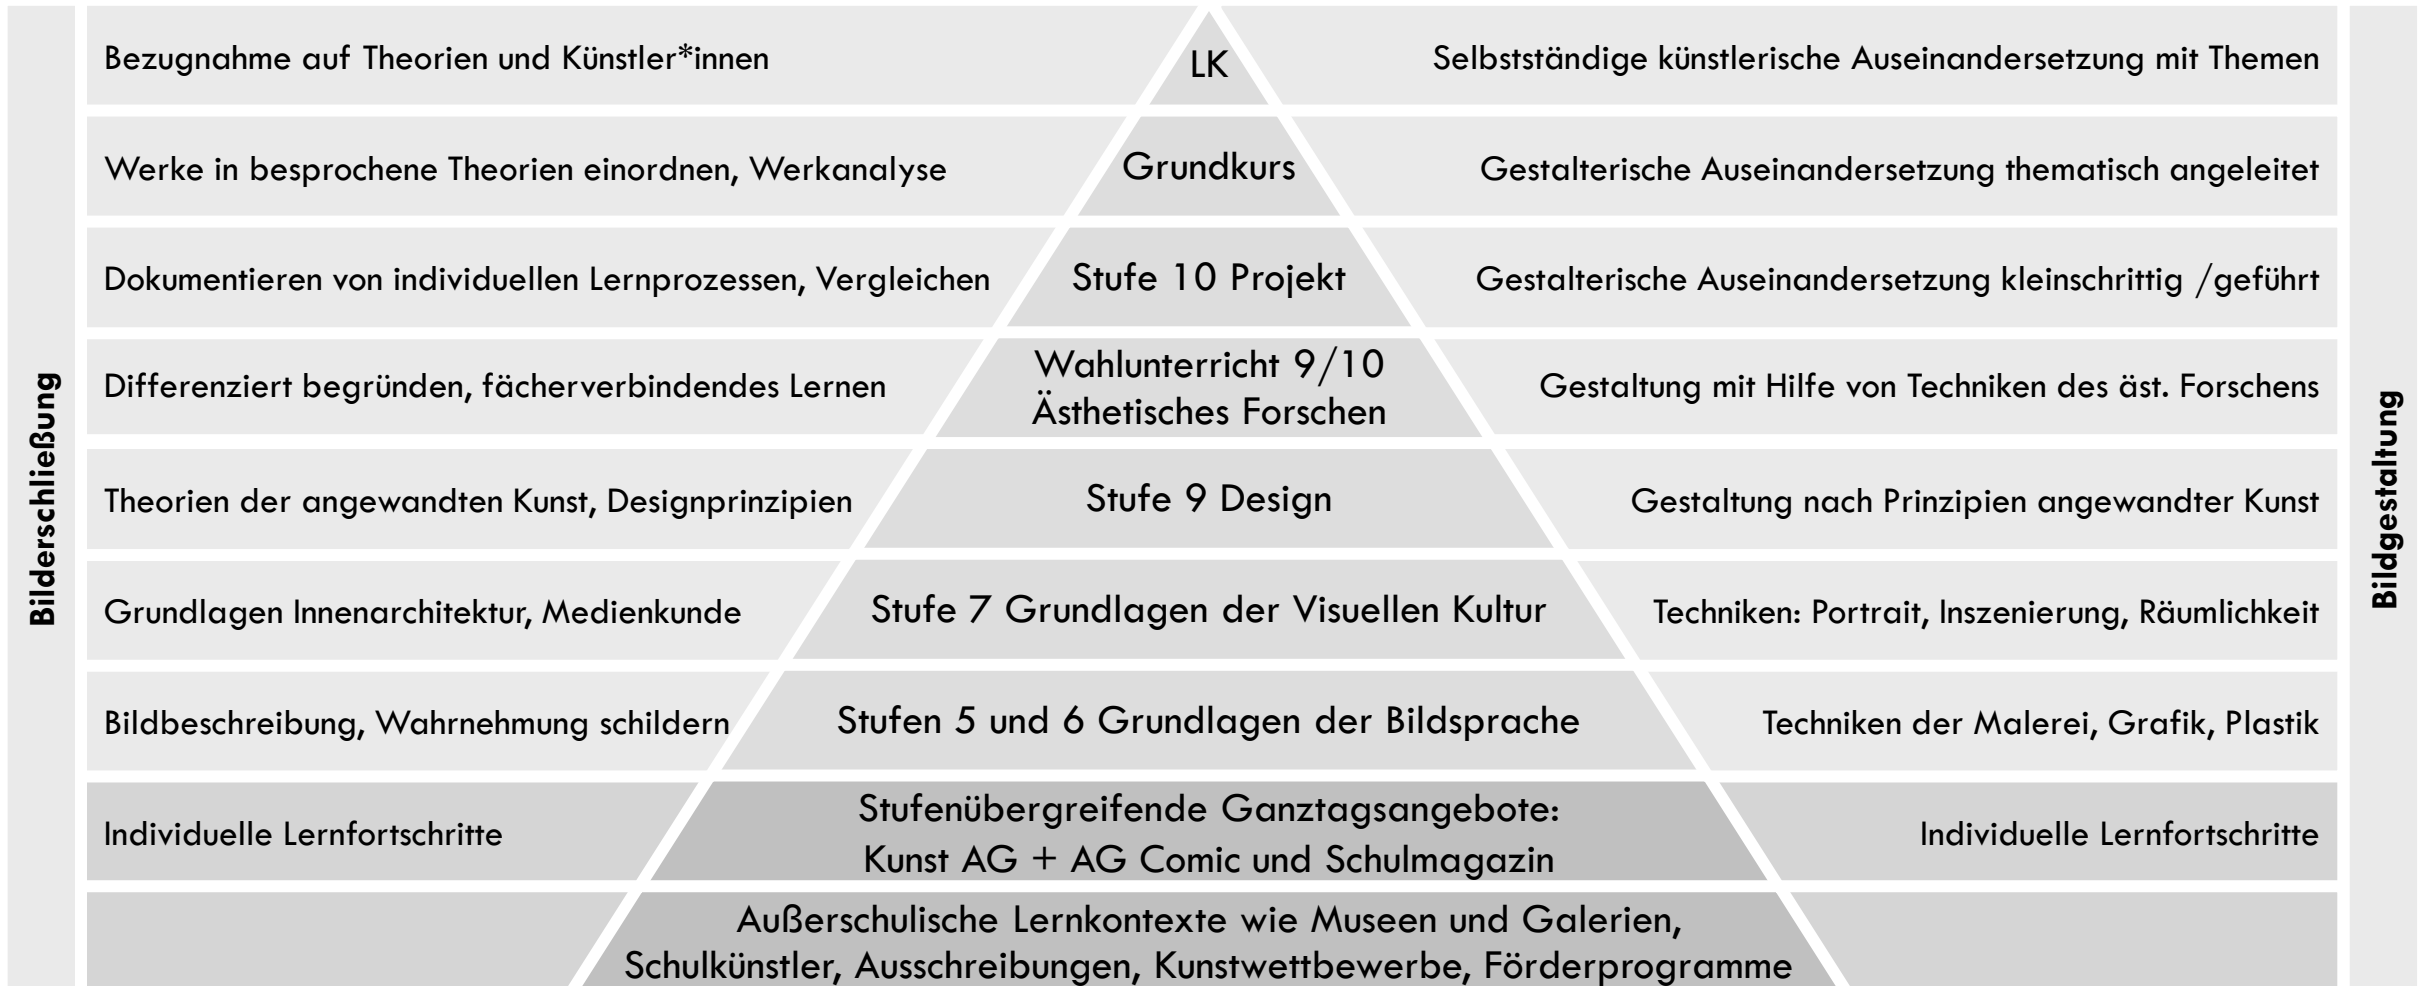 Bilderschließung
Bezugnahme auf Theorien und Künstler*innen
LK
Selbstständige künstlerische Auseinandersetzung mit Themen
Werke in besprochene Theorien einordnen, Werkanalyse
Grundkurs
Gestalterische Auseinandersetzung thematisch angeleitet
Dokumentieren von individuellen Lernprozessen, Vergleichen
Stufe 10 Projekt
Gestalterische Auseinandersetzung kleinschrittig /geführt
Differenziert begründen, fächerverbindendes Lernen
Wahlunterricht 9/10
Ästhetisches Forschen
Gestaltung mit Hilfe von Techniken des äst. Forschens
Theorien der angewandten Kunst, Designprinzipien
Stufe 9 Design
Gestaltung nach Prinzipien angewandter Kunst
Grundlagen Innenarchitektur, Medienkunde
Stufe 7 Grundlagen der Visuellen Kultur
Techniken: Portrait, Inszenierung, Räumlichkeit
Bildbeschreibung, Wahrnehmung schildern
Stufen 5 und 6 Grundlagen der Bildsprache
Techniken der Malerei, Grafik, Plastik
Individuelle Lernfortschritte
Stufenübergreifende Ganztagsangebote:
Kunst AG + AG Comic und Schulmagazin
Individuelle Lernfortschritte
Außerschulische Lernkontexte wie Museen und Galerien,
Schulkünstler, Ausschreibungen, Kunstwettbewerbe, Förderprogramme
Bildgestaltung